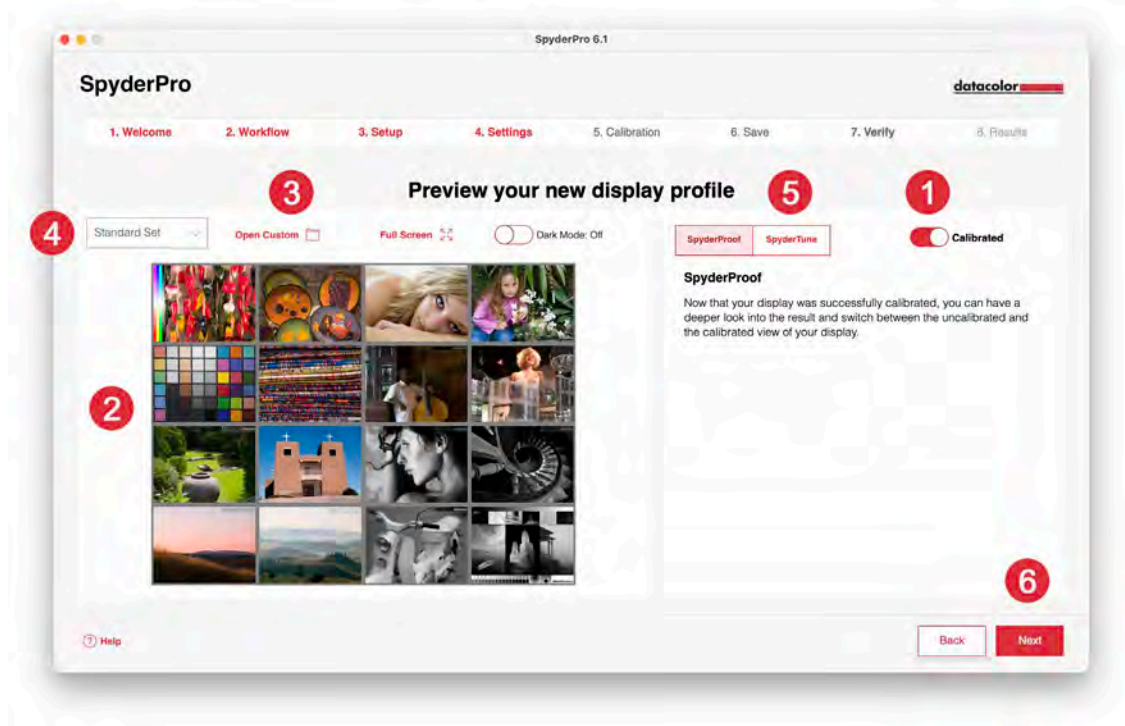 SpyderPro 6.1
SpyderPro
datacolor
1. Welcome 2. Workflow 3. Setup 4. Settings 5. Calibration 6. Save 7. Verify 8. Results
3
5
1
Preview your new display profile
4
Standard Set
Open Custom
Full Screen
Dark Mode: Off
SpyderProof SpyderTune
Calibrated
SpyderProof
Now that your display was successfully calibrated, you can have a
deeper look into the result and switch between the uncalibrated and
the calibrated view of your display.
2
6
? Help
Back
Next